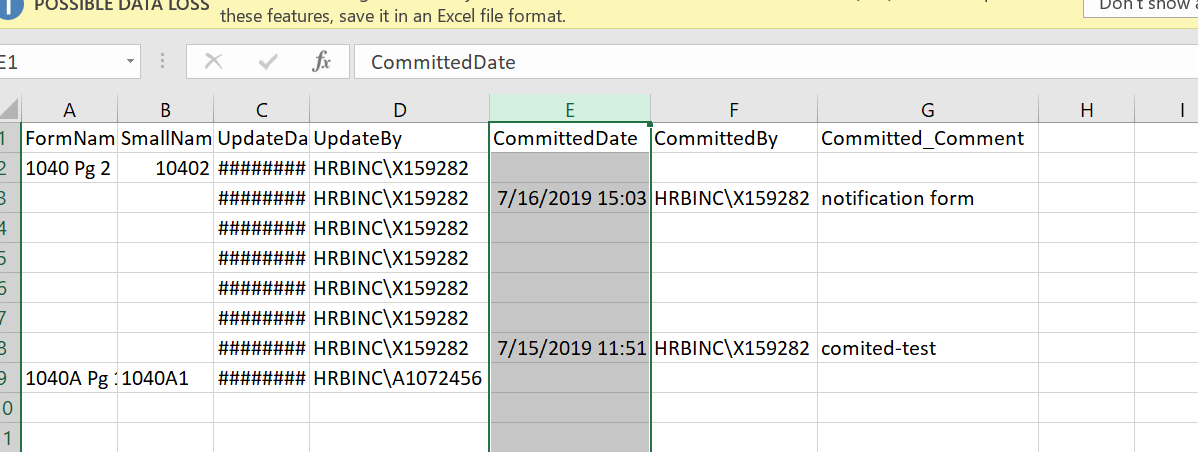 POSSIBLE DATA LOSS
these features, save it in an Excel file format.
Don't show
E1 fx CommittedDate
A B C D E F G H I
1 FormNam SmallNam UpdateDa UpdateBy CommittedDate CommittedBy Committed_Comment
2 1040 Pg 2 10402 ######## HRBINC\X159282
3 ######## HRBINC\X159282 7/16/2019 15:03 HRBINC\X159282 notification form
4 ######## HRBINC\X159282
5 ######## HRBINC\X159282
6 ######## HRBINC\X159282
7 ######## HRBINC\X159282
8 ######## HRBINC\X159282 7/15/2019 11:51 HRBINC\X159282 comited-test
9 1040A Pg 1 1040A1 ######## HRBINC\A1072456
0
1